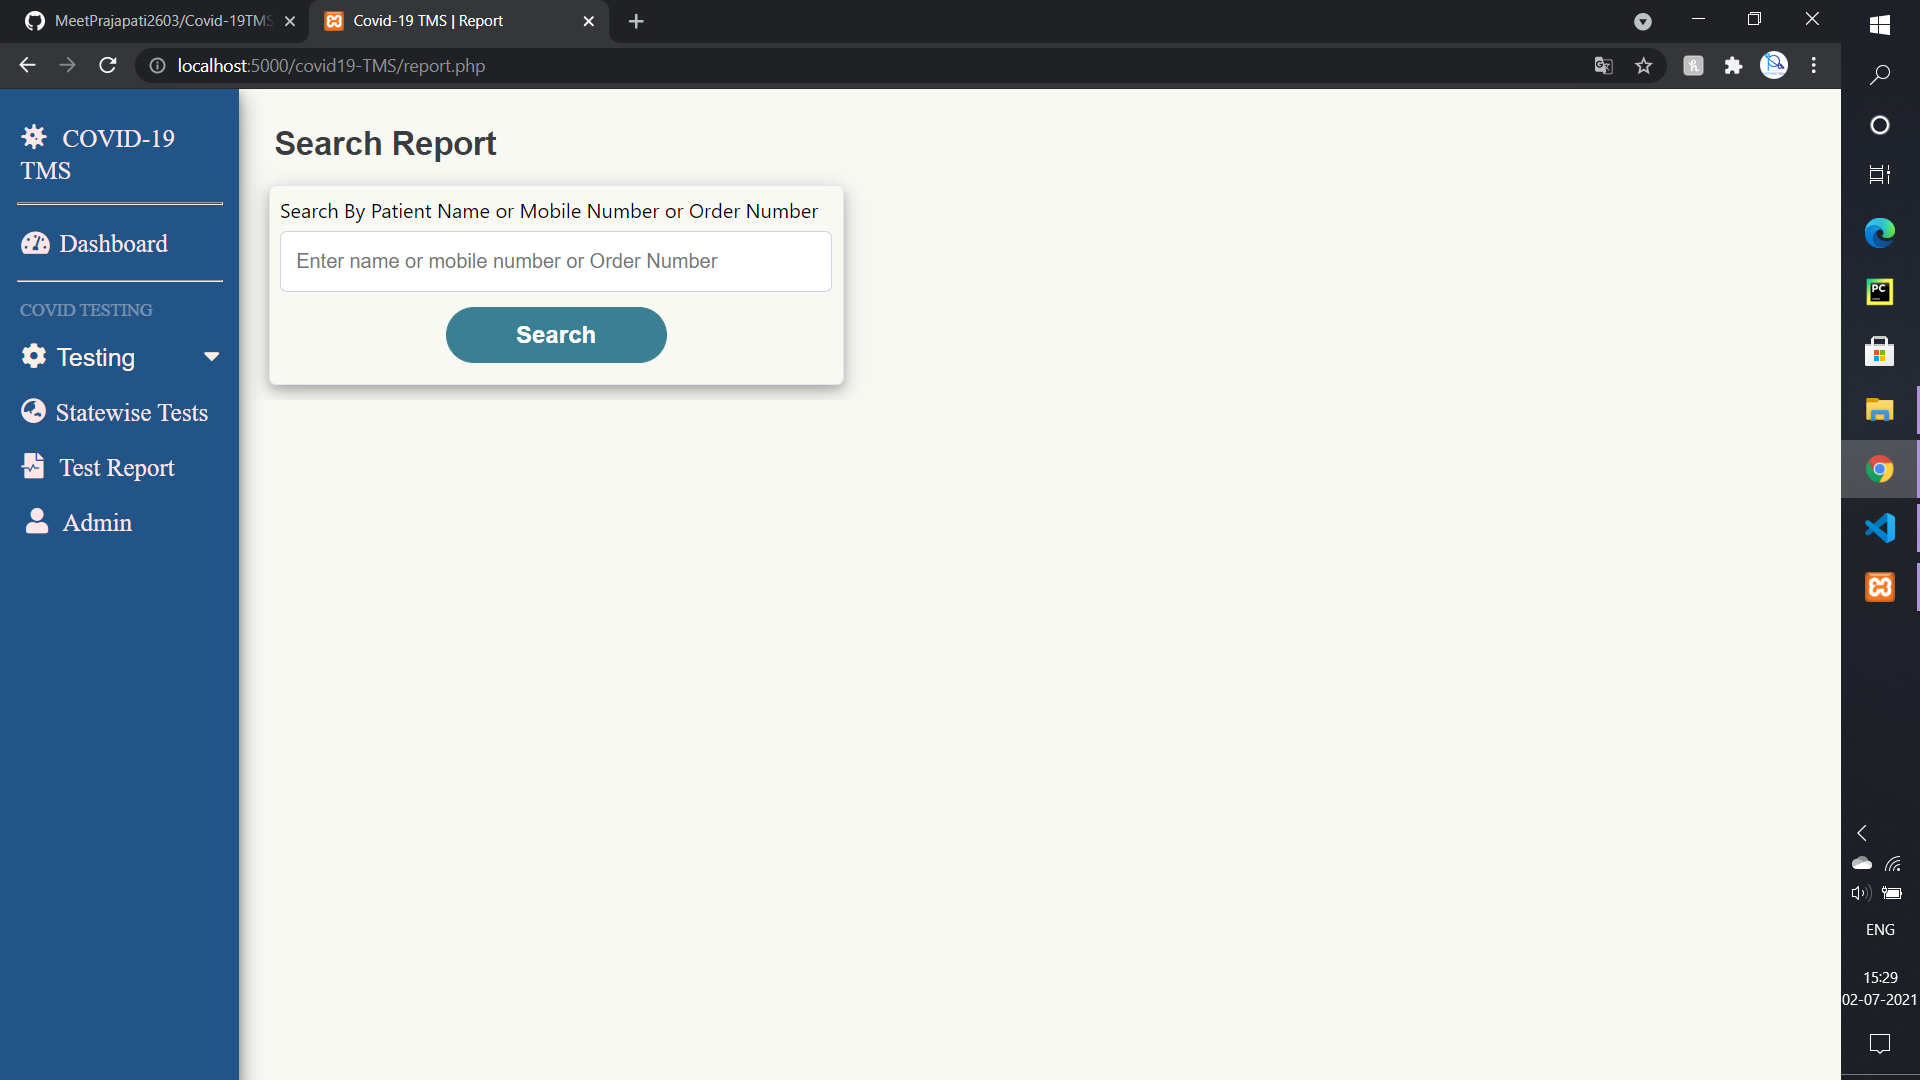 MeetPrajapati2603/Covid-19TMS
Covid-19 TMS | Report
localhost:5000/covid19-TMS/report.php
COVID-19
TMS
Dashboard
COVID TESTING
Testing
Statewise Tests
Test Report
Admin
Search Report
Search By Patient Name or Mobile Number or Order Number
Enter name or mobile number or Order Number
Search
PC
ENG
15:29
02-07-2021